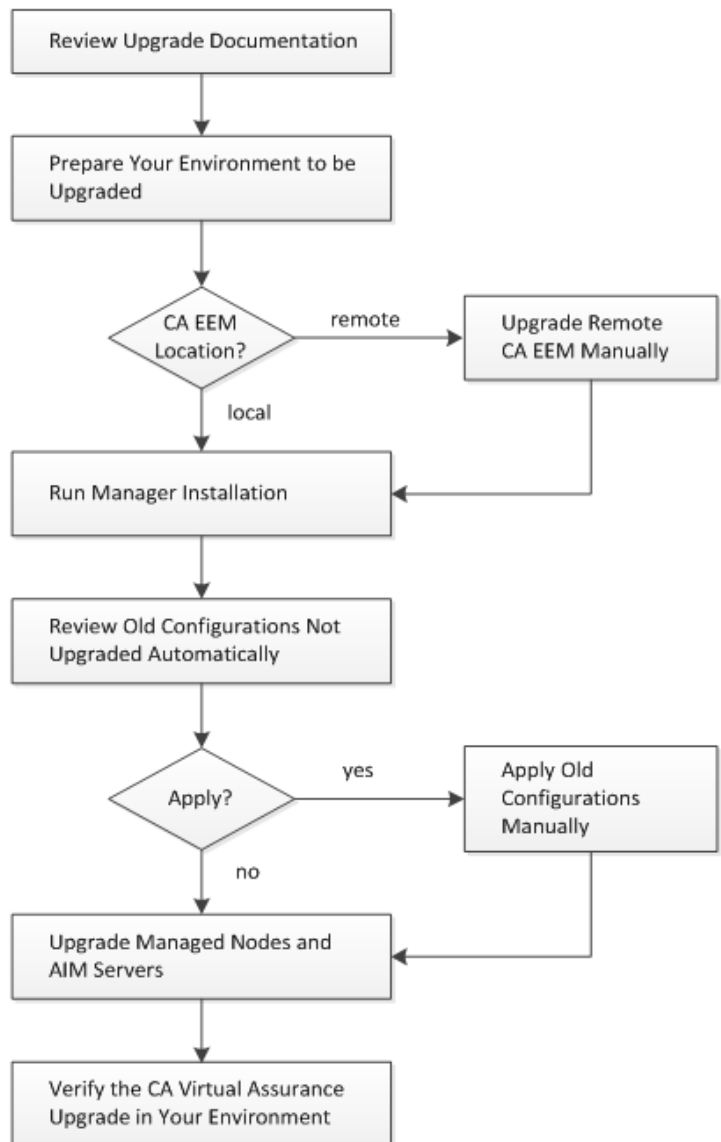 Review Upgrade Documentation
Prepare Your Environment to be
Upgraded
CA EEM
Location?
remote
Upgrade Remote
CA EEM Manually
local
Run Manager Installation
Review Old Configurations Not
Upgraded Automatically
Apply?
yes
Apply Old
Configurations
Manually
no
Upgrade Managed Nodes and
AIM Servers
Verify the CA Virtual Assurance
Upgrade in Your Environment